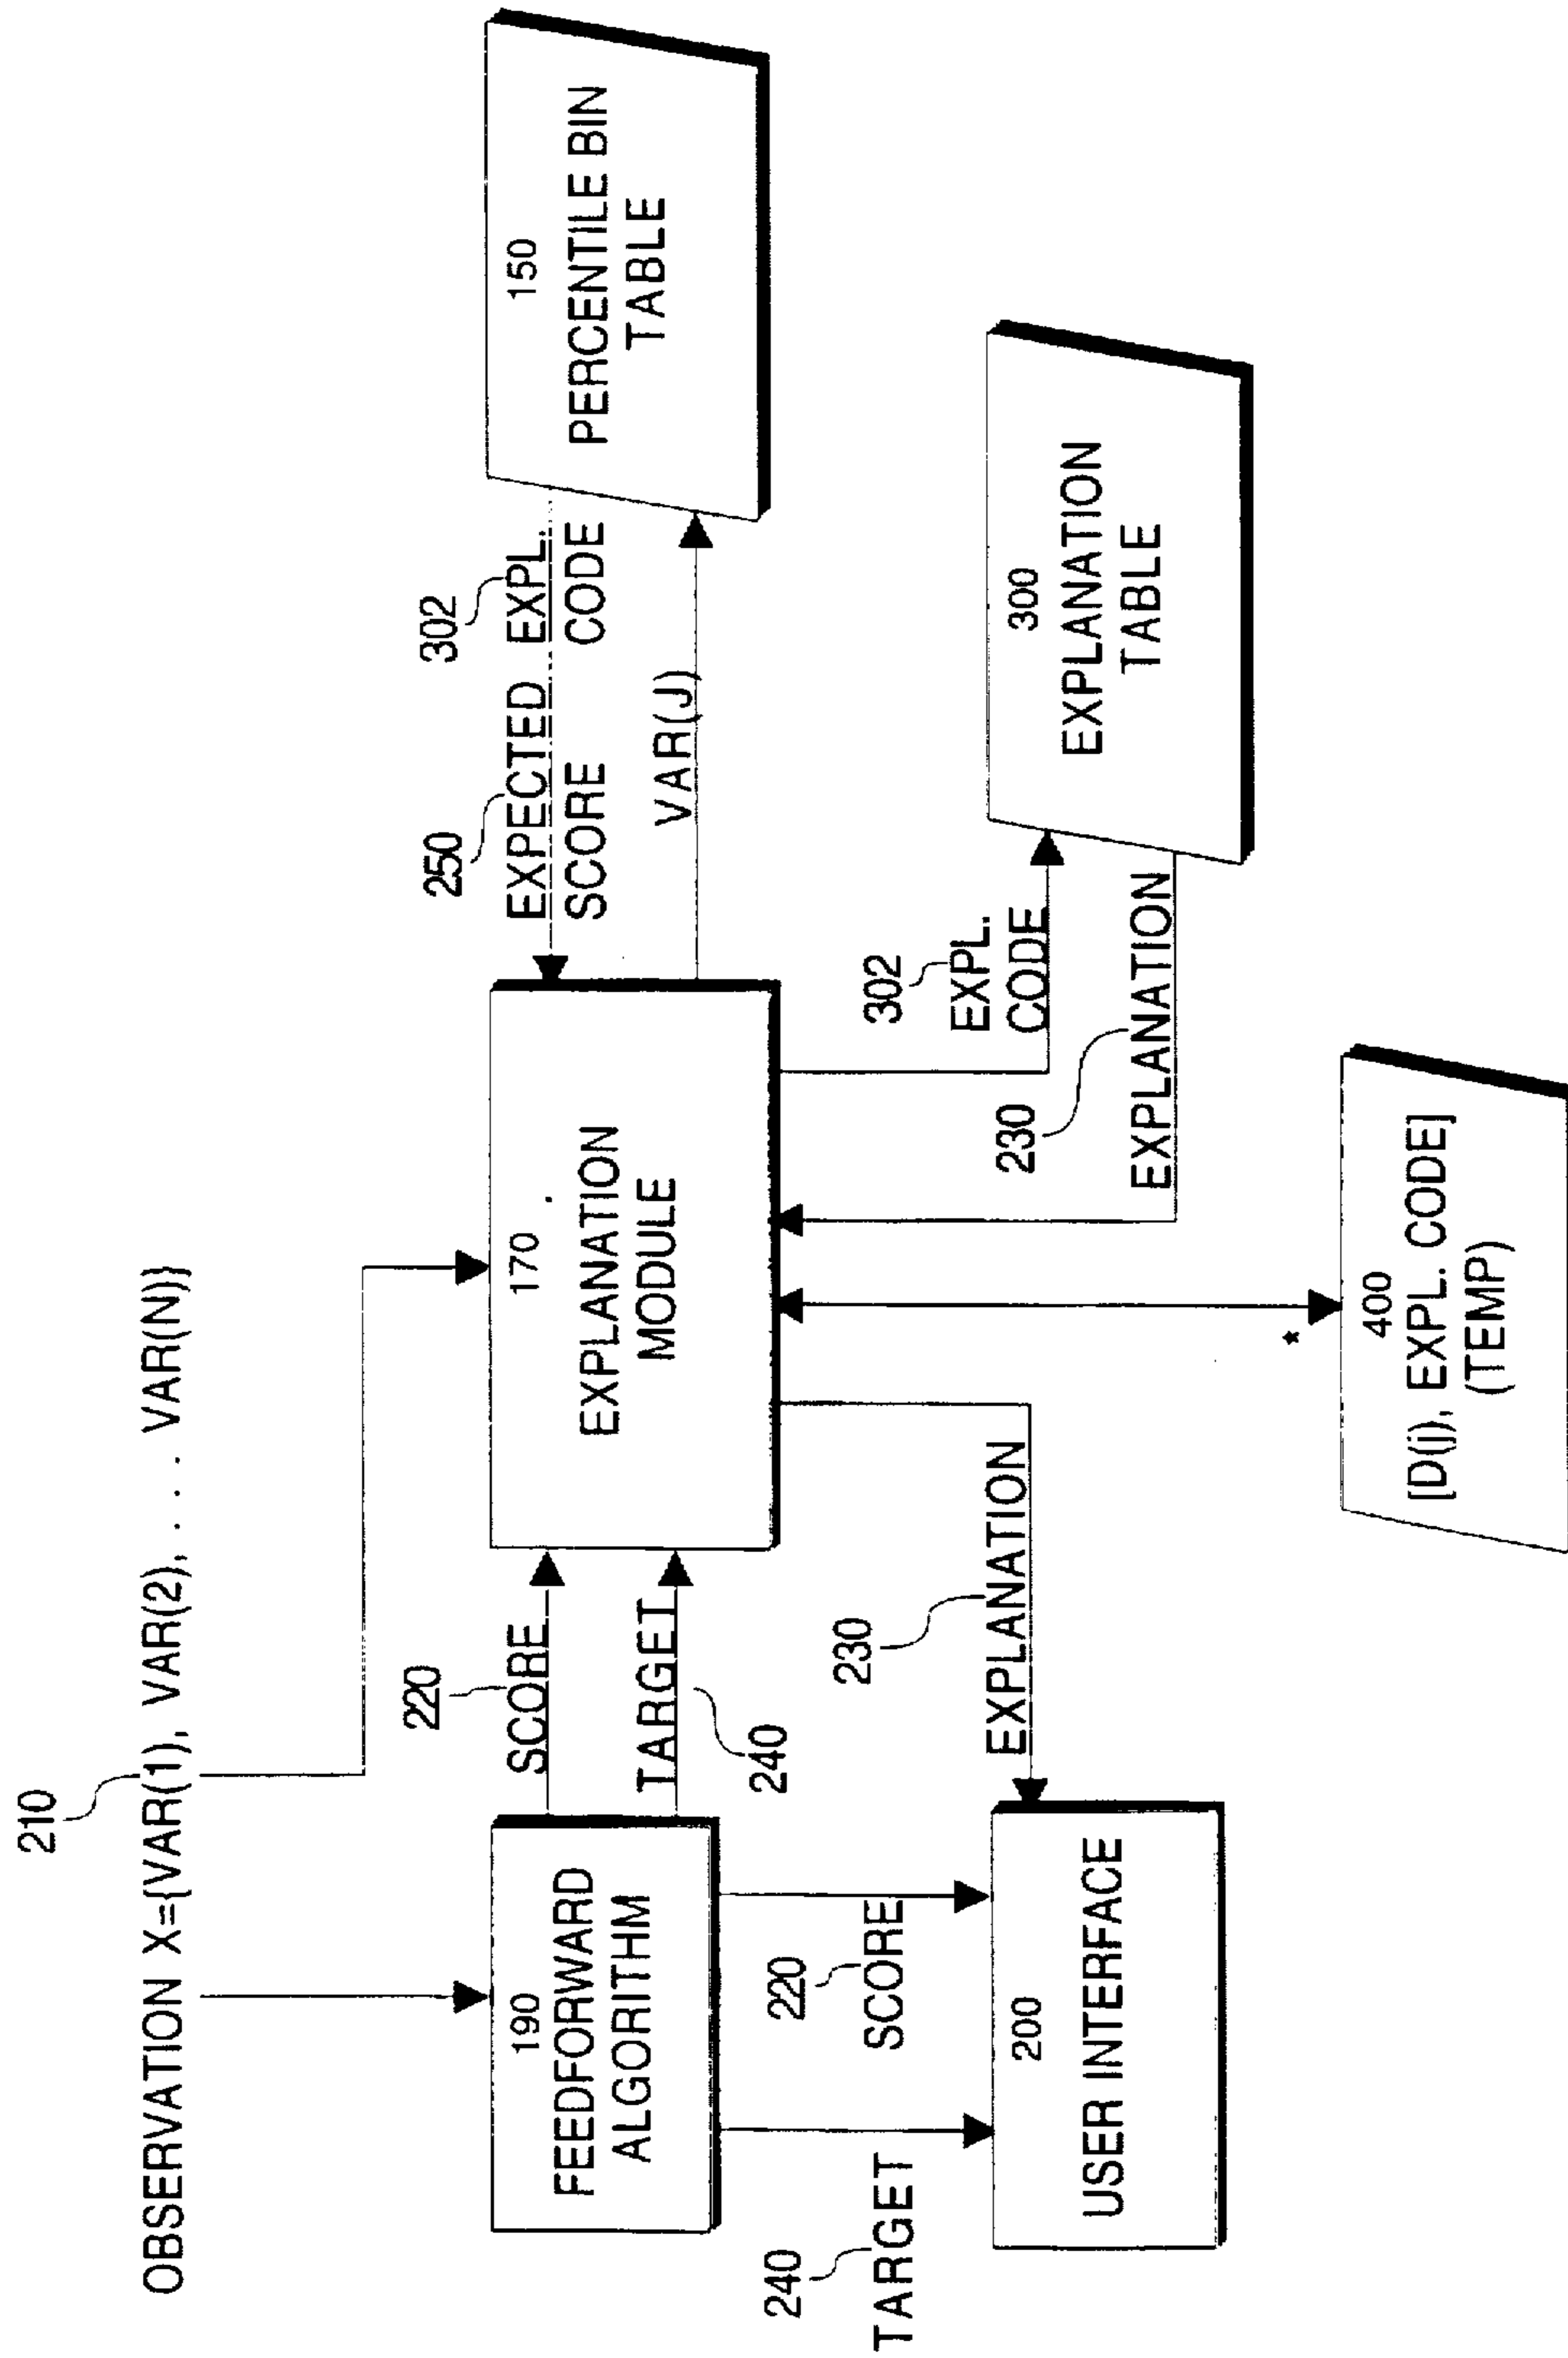 210
OBSERVATION X={VAR(1), VAR(2), . . . VAR(N)}
220
SCORE
TARGET
240
190
FEEDFORWARD
ALGORITHM
170
EXPLANATION
MODULE
250
302
EXPECTED EXPL.
SCORE CODE
VAR(J)
150
PERCENTILE BIN
TABLE
240
TARGET
220
SCORE
230
EXPLANATION
230
EXPLANATION
302
EXPL.
CODE
300
EXPLANATION
TABLE
200
USER INTERFACE
*
400
[D(j), EXPL. CODE]
(TEMP)